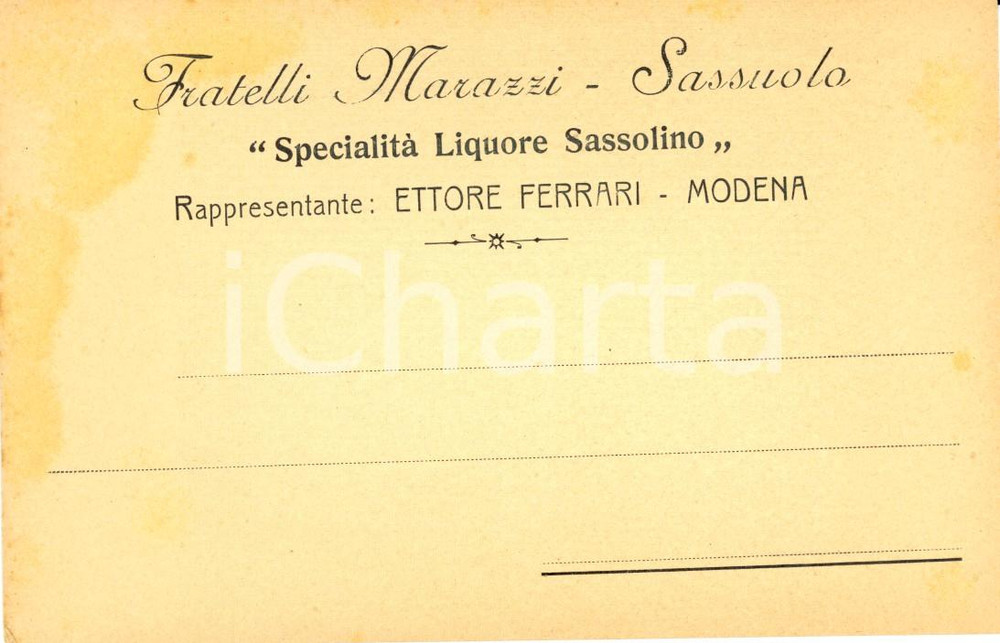 Fratelli Marazzi - Sassuolo
“ Specialità Liquore Sassolino „
Rappresentante: ETTORE FERRARI - MODENA
iCharta